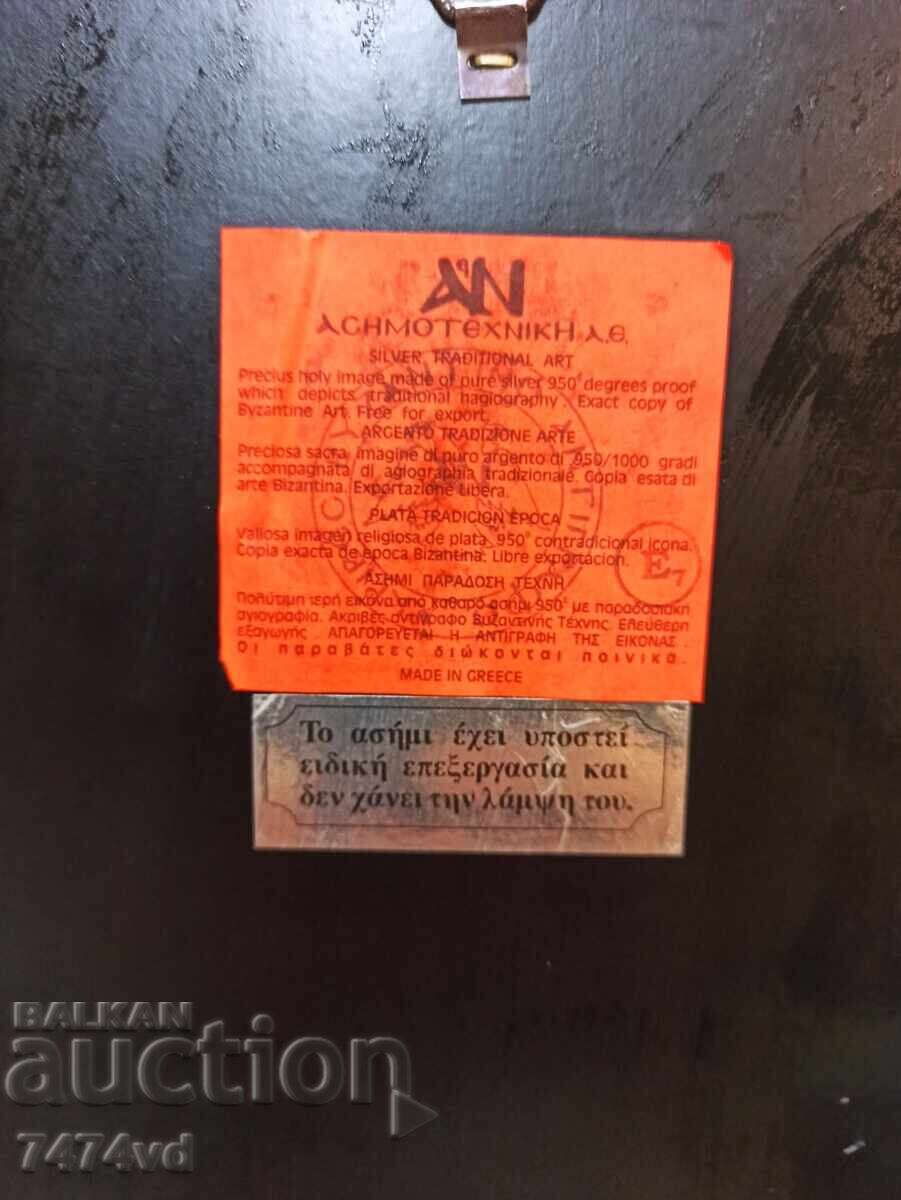 ΑΝ
ΑΣΗΜΟΤΕΧΝΙΚΗ Α.Ε.
SILVER TRADITIONAL ART
Precius holy image made of pure silver 950° degrees proof
which depicts traditional hagiography. Exact copy of
Byzantine Art. Free for export.
ARGENTO TRADIZIONE ARTE
Preciosa sacra imagine di puro argento di 950/1000 gradi
accompagnata di agiographia tradizionale. Copia esata di
arte Bizantina. Exportazione Libera.
PLATA TRADICION EPOCA
Valiosa imagen religiosa de plata 950° contradicional icona.
Copia exacta de epoca Bizantina. Libre exportacion.
E7
ΑΣΗΜΙ ΠΑΡΑΔΟΣΗ ΤΕΧΝΗ
Πολύτιμη ιερή εικόνα από καθαρό ασήμι 950° με παραδοσιακή
αγιογραφία. Ακριβές αντίγραφο Βυζαντινής Τέχνης. Ελεύθερη
εξαγωγής. ΑΠΑΓΟΡΕΥΕΤΑΙ Η ΑΝΤΙΓΡΑΦΗ ΤΗΣ ΕΙΚΟΝΑΣ.
Οι παραβάτες διώκονται ποινικά.
MADE IN GREECE
Το ασήμι έχει υποστεί
ειδική επεξεργασία και
δεν χάνει την λάμψη του.
BALKAN
auction
7474vd